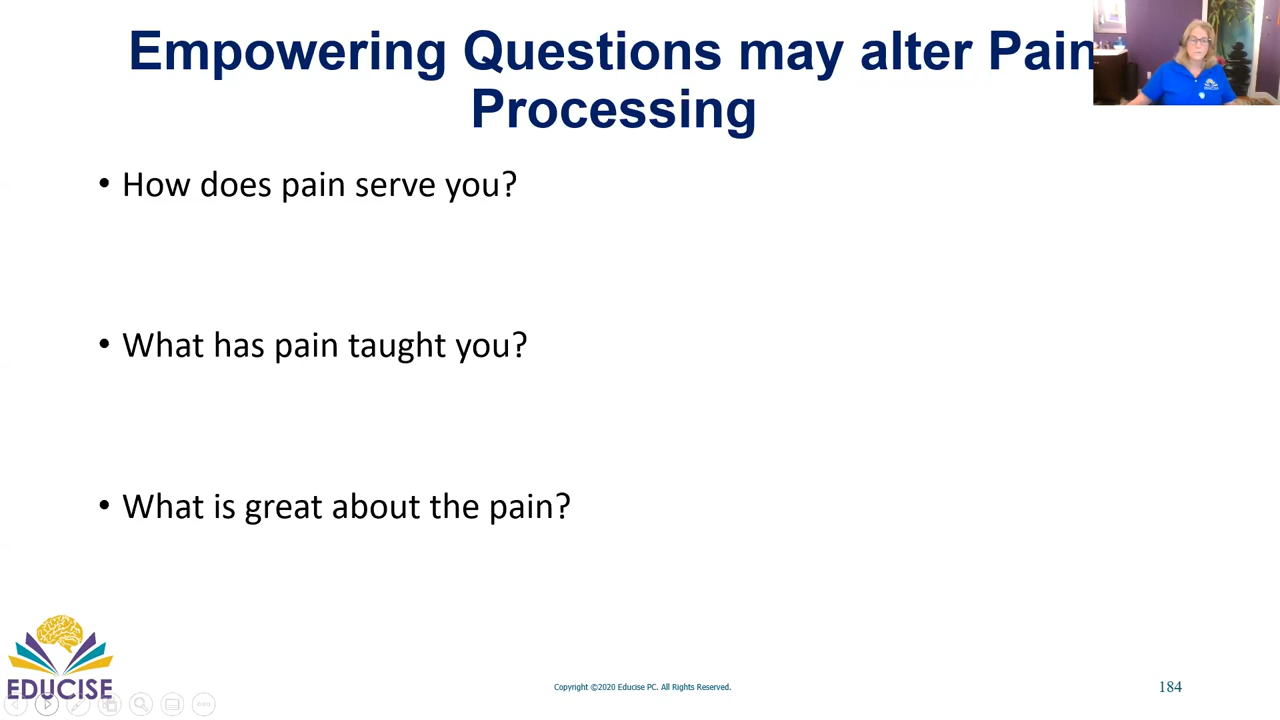 Empowering Questions may alter Pain
Processing
• How does pain serve you?
• What has pain taught you?
• What is great about the pain?
EDUCISE
Copyright ©2020 Educise PC. All Rights Reserved.
184